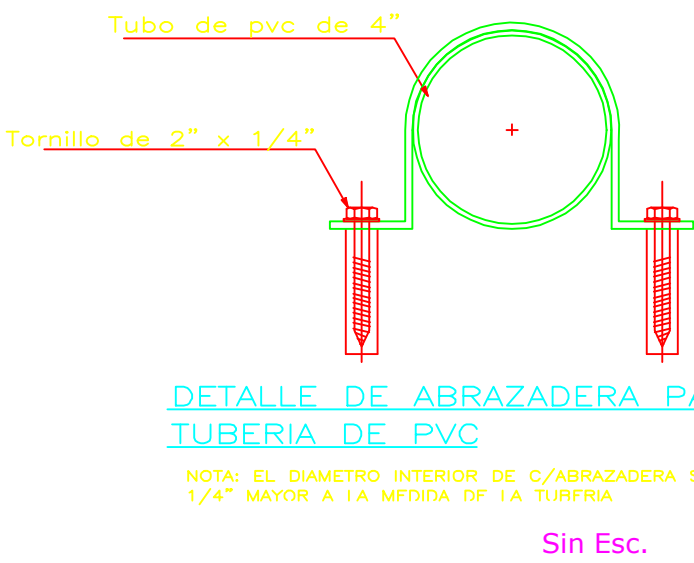 Tubo de pvc de 4"
Tornillo de 2" x 1/4"
DETALLE DE ABRAZADERA
TUBERIA DE PVC
NOTA: EL DIAMETRO INTERIOR DE C/ABRAZADERA
1/4" MAYOR A LA MEDIDA DE LA TUBERIA
Sin Esc.